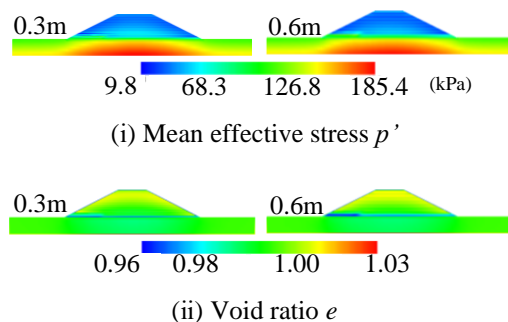 0.3m 0.6m
9.8 68.3 126.8 185.4 (kPa)
(i) Mean effective stress p’
0.3m 0.6m
0.96 0.98 1.00 1.03
(ii) Void ratio e